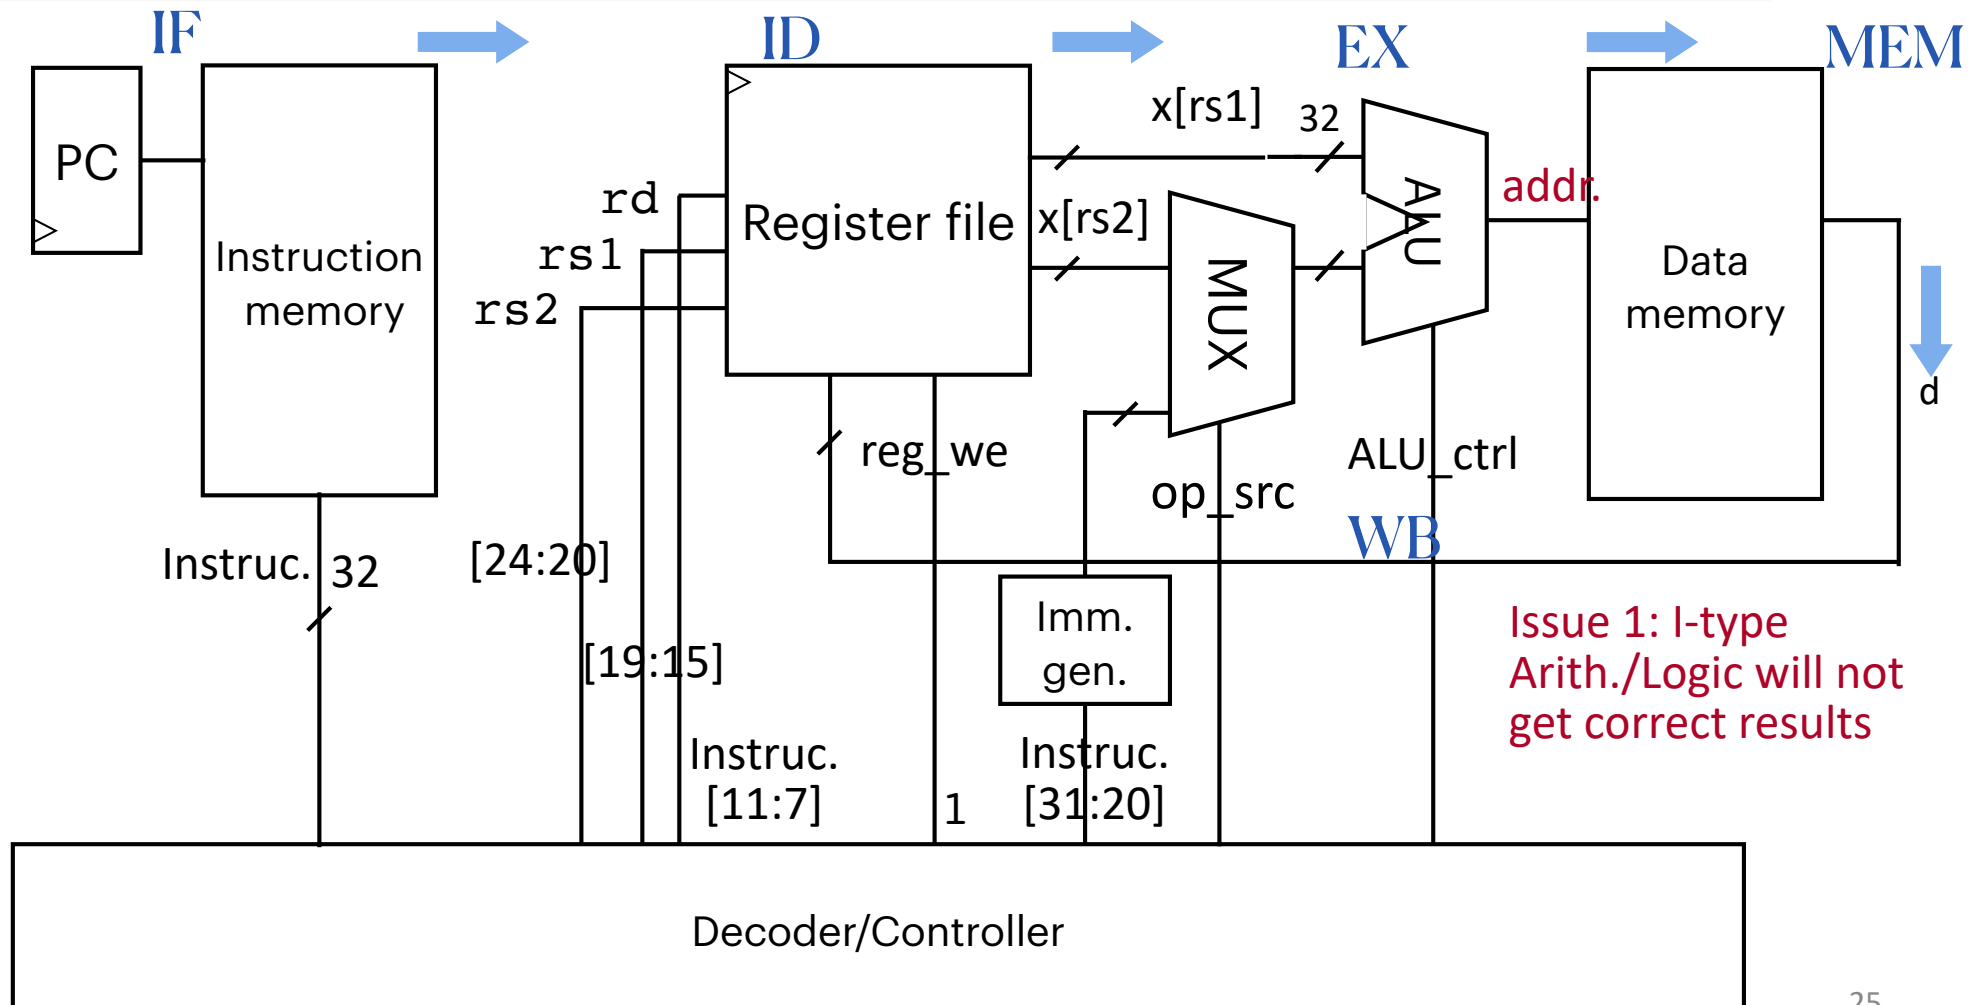 IF
ID
EX
MEM
PC
Instruction
memory
rd
rs1
rs2
Register file
x[rs1]
32
x[rs2]
MUX
ALU
addr.
Data
memory
d
reg_we
op_src
ALU_ctrl
WB
Instruc.
32
[24:20]
[19:15]
Instruc.
[11:7]
1
Imm.
gen.
Instruc.
[31:20]
Issue 1: I-type
Arith./Logic will not
get correct results
Decoder/Controller
25